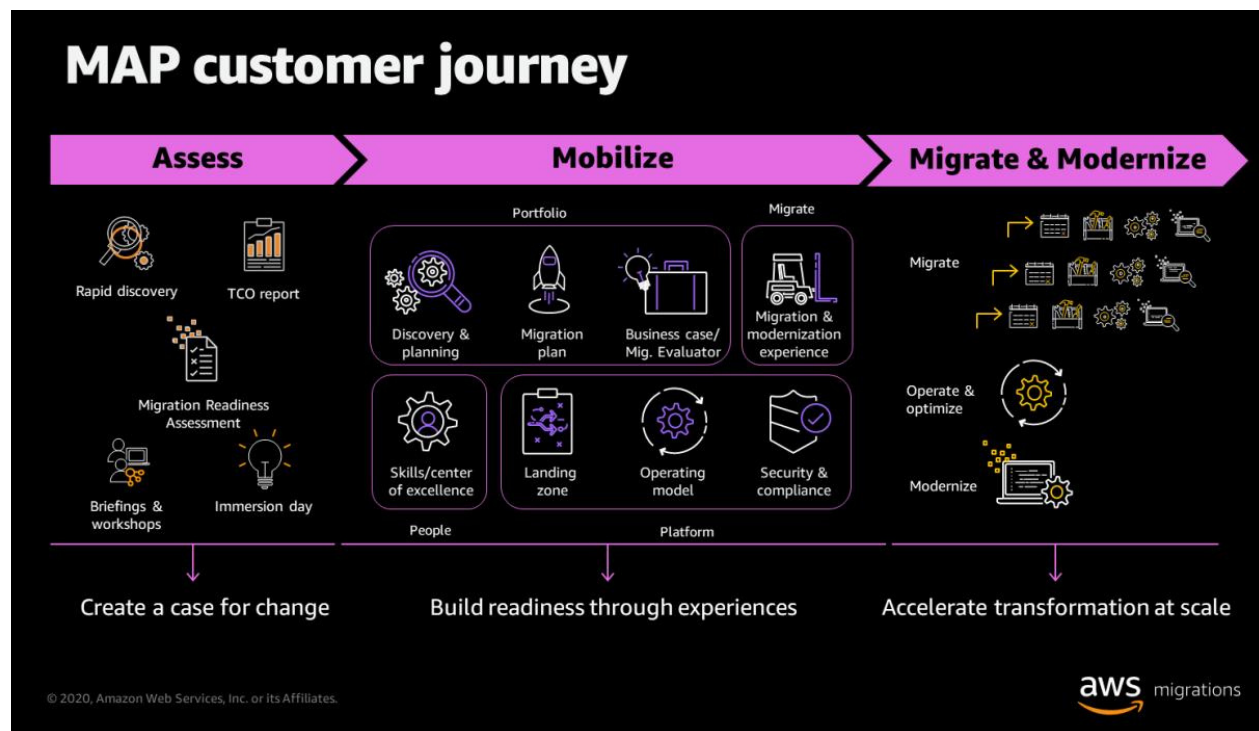 MAP customer journey
Assess
Mobilize
Migrate & Modernize
Rapid discovery
TCO report
Migration Readiness
Assessment
Briefings &
workshops
Immersion day
Portfolio
Migrate
Discovery &
planning
Migration
plan
Business case/
Mig. Evaluator
Migration &
modernization
experience
Skills/center
of excellence
Landing
zone
Operating
model
Security &
compliance
People
Platform
Migrate
Operate &
optimize
Modernize
Create a case for change
Build readiness through experiences
Accelerate transformation at scale
© 2020, Amazon Web Services, Inc. or its Affiliates.
aws migrations